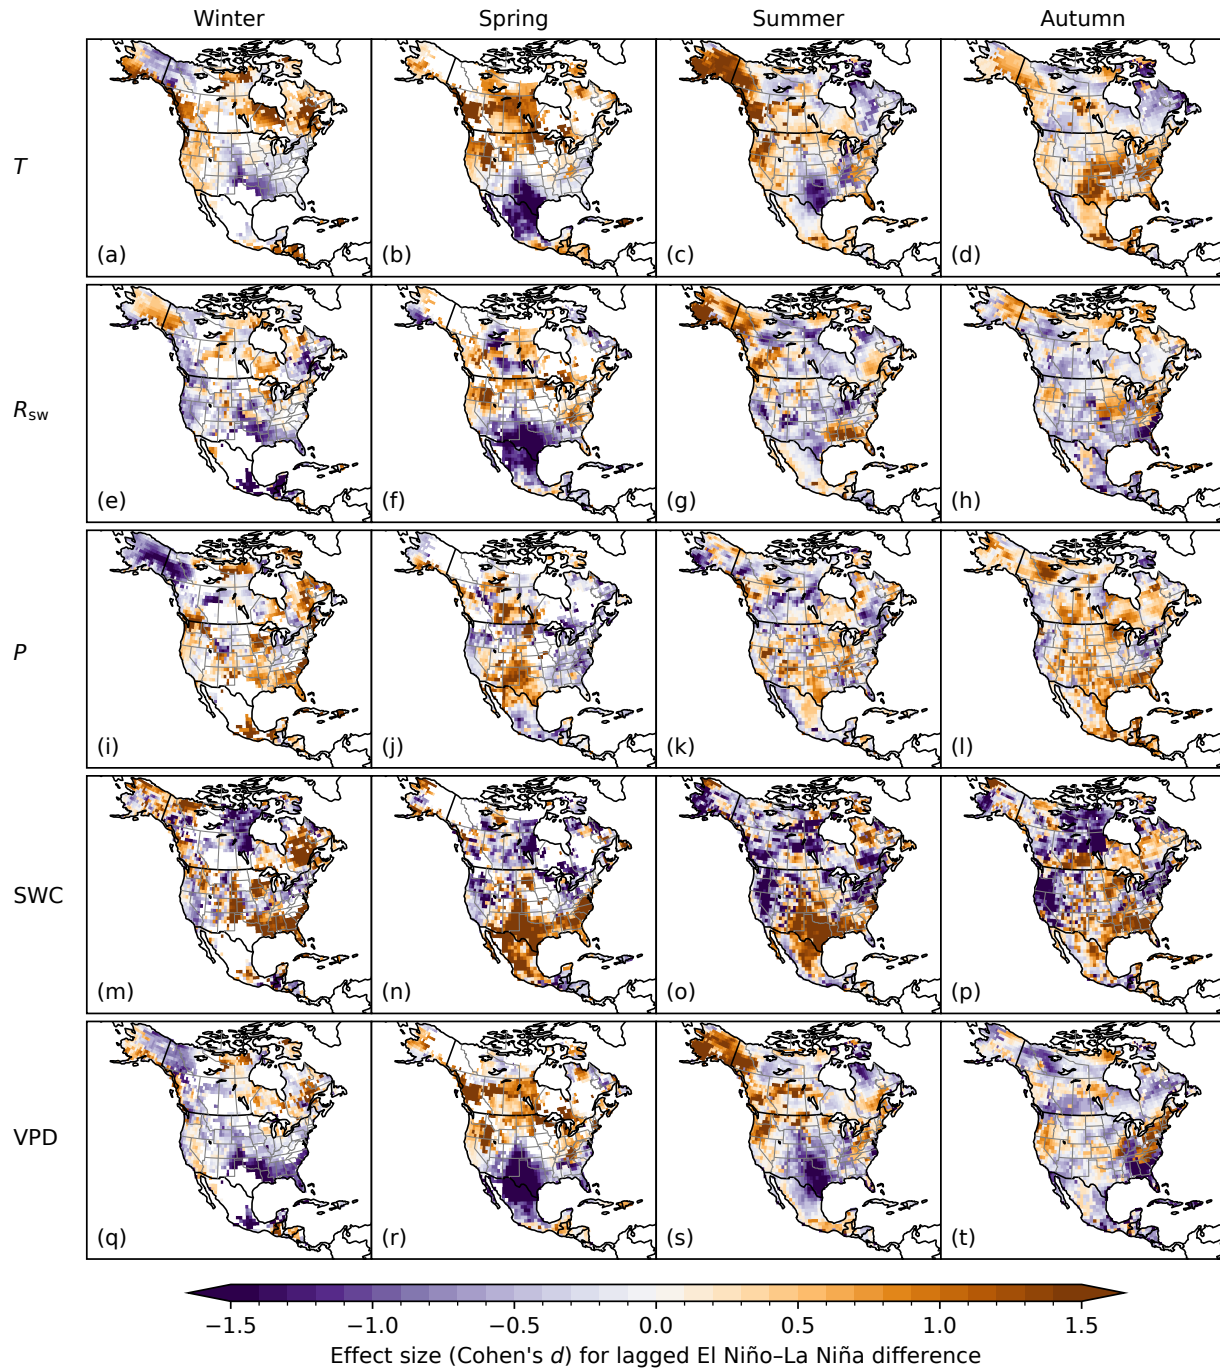 Winter Spring Summer Autumn
T (a) (b) (c) (d)
Rsw (e) (f) (g) (h)
P (i) (j) (k) (l)
SWC (m) (n) (o) (p)
VPD (q) (r) (s) (t)
−1.5 −1.0 −0.5 0.0 0.5 1.0 1.5
Effect size (Cohen's d) for lagged El Niño–La Niña difference